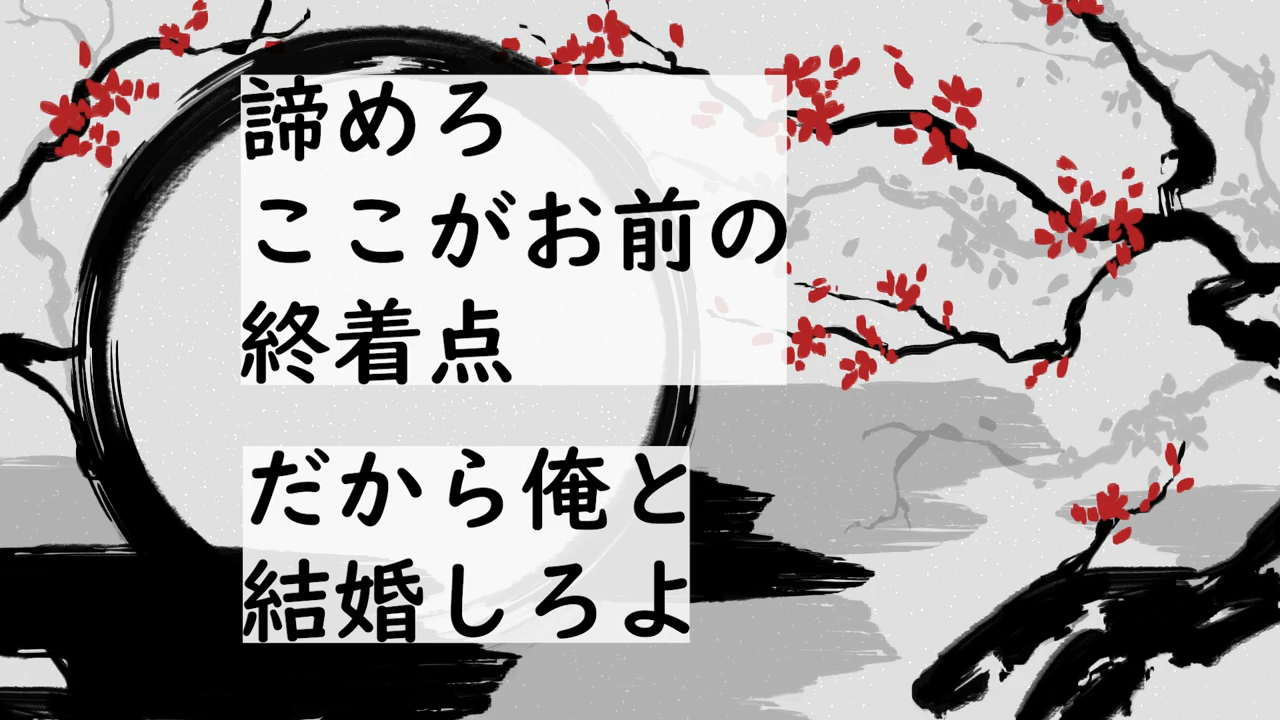 諦めろ
ここがお前の
終着点
だから俺と
結婚しろよ